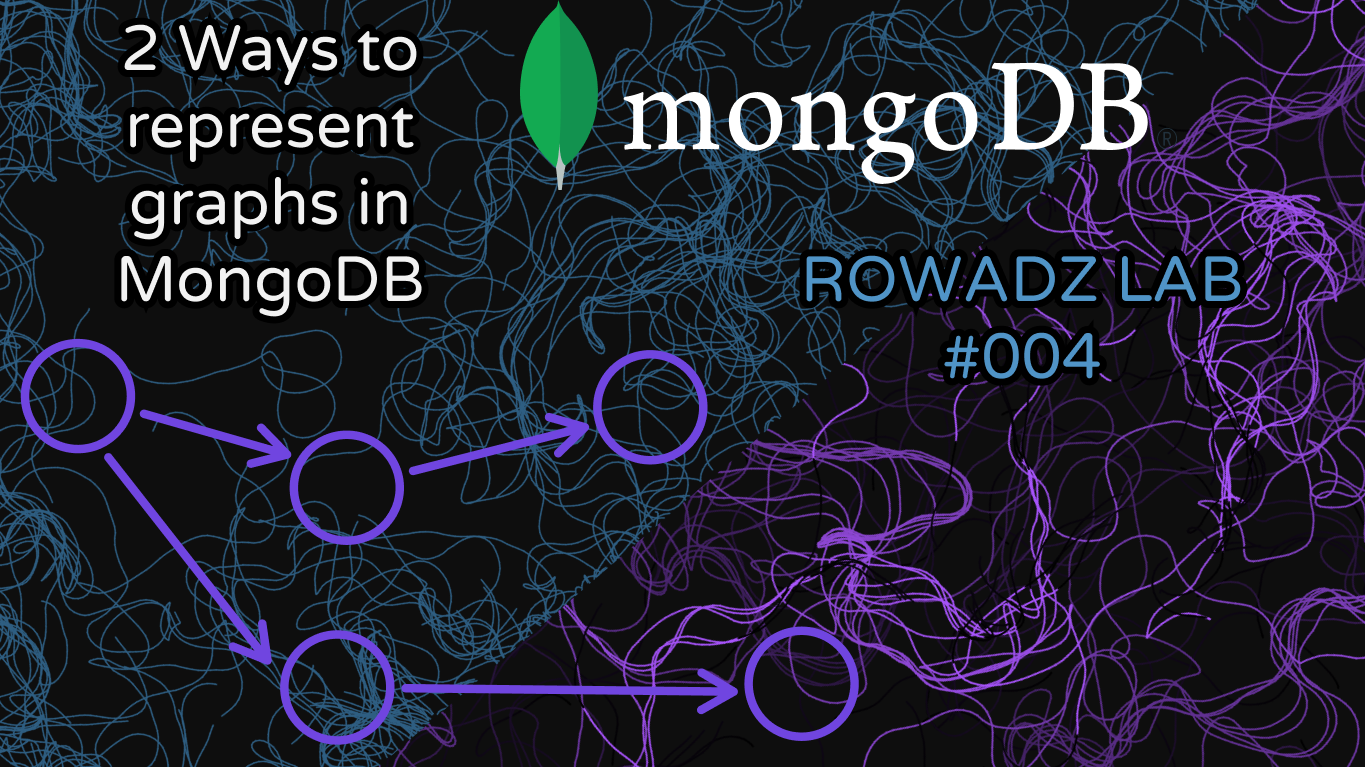 2 Ways to
represent
graphs in
MongoDB
mongoDB®
ROWADZ LAB
#004